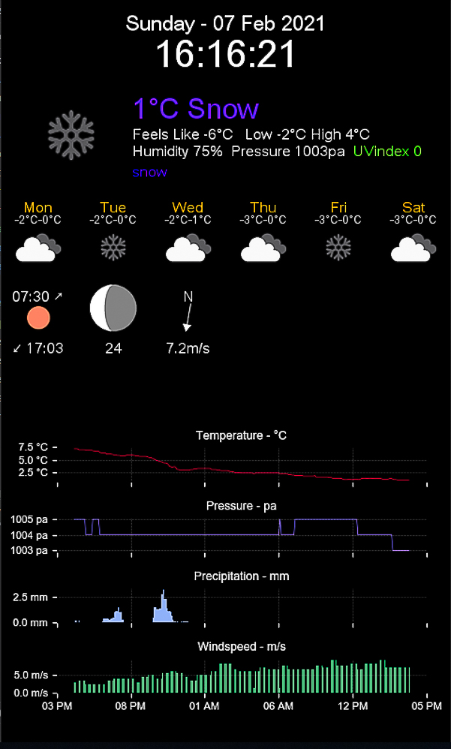 Sunday - 07 Feb 2021
16:16:21
1°C Snow
Feels Like -6°C Low -2°C High 4°C
Humidity 75% Pressure 1003pa UVindex 0
snow
Mon Tue Wed Thu Fri Sat
-2°C-0°C -2°C-0°C -2°C-1°C -3°C-0°C -3°C-0°C -3°C-0°C
07:30 ↗ N
↙ 17:03 24 7.2m/s
Temperature - °C
7.5 °C
5.0 °C
2.5 °C
Pressure - pa
1005 pa
1004 pa
1003 pa
Precipitation - mm
2.5 mm
0.0 mm
Windspeed - m/s
5.0 m/s
0.0 m/s
03 PM 08 PM 01 AM 06 AM 12 PM 05 PM